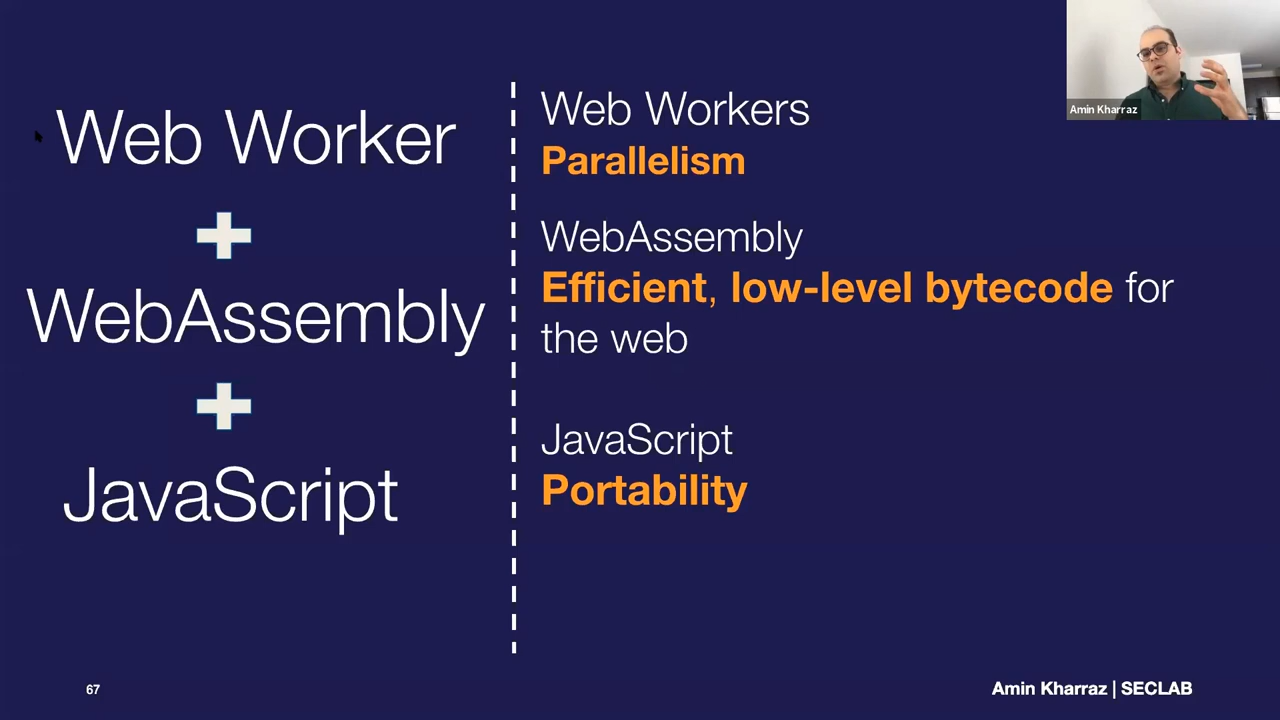 Web Worker
WebAssembly
JavaScript
Web Workers
Parallelism
WebAssembly
Efficient, low-level bytecode for
the web
JavaScript
Portability
Amin Kharraz
67
Amin Kharraz | SECLAB